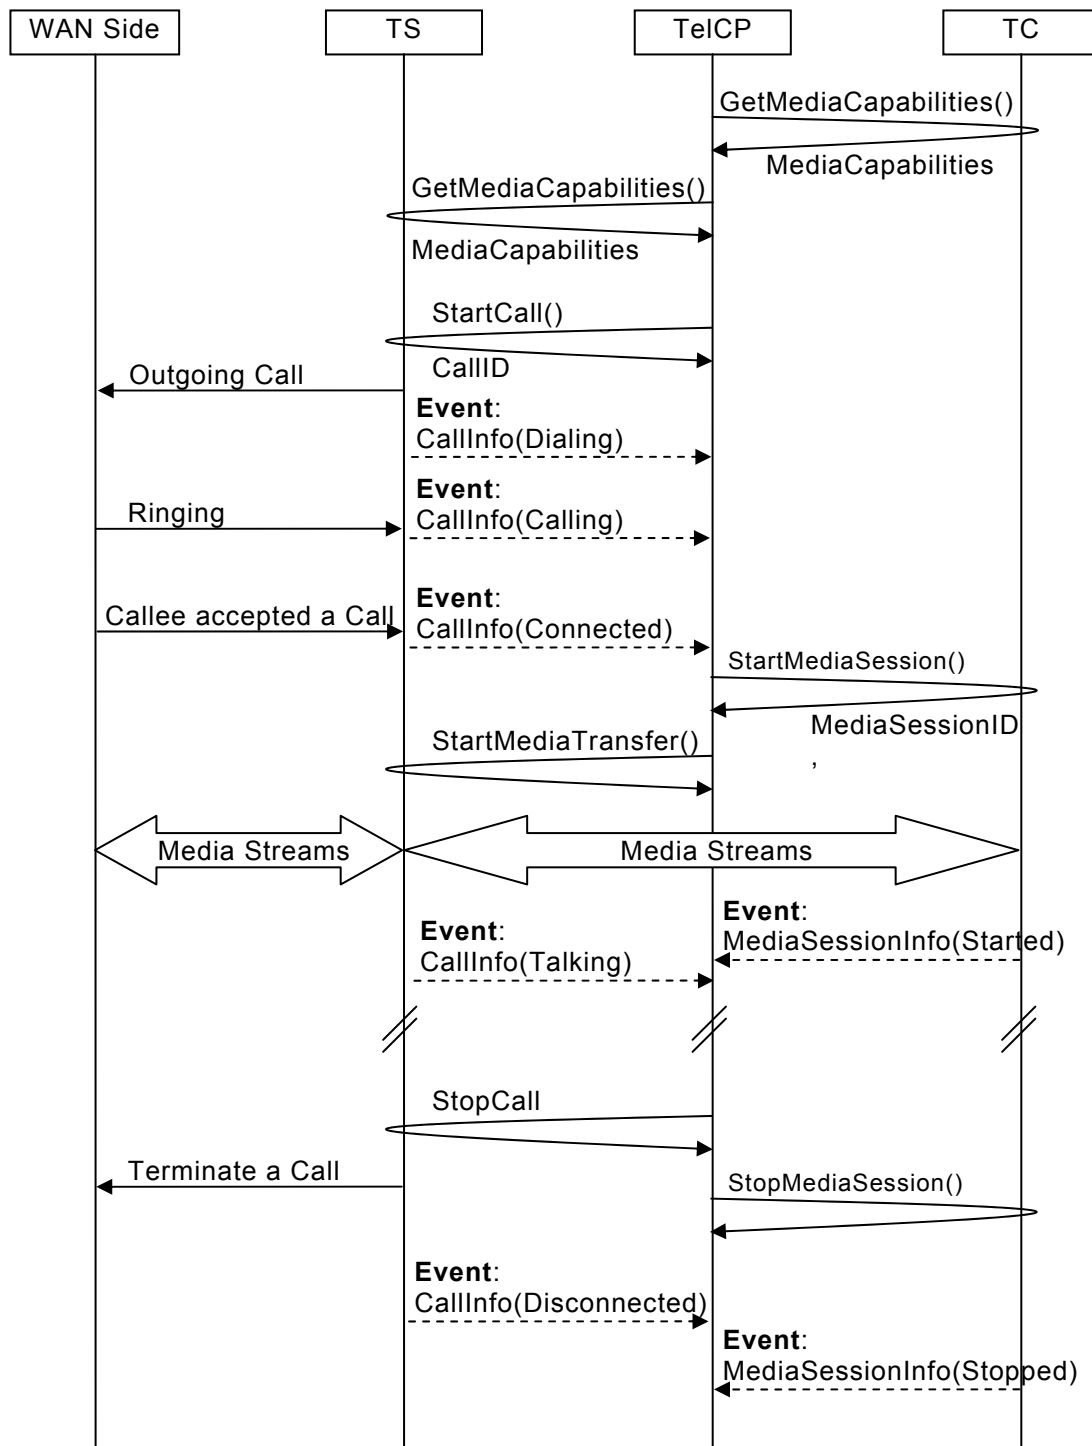 WAN Side
TS
TelCP
TC
GetMediaCapabilities()
MediaCapabilities
GetMediaCapabilities()
MediaCapabilities
StartCall()
CallID
Outgoing Call
Event:
CallInfo(Dialing)
Event:
Ringing
CallInfo(Calling)
Event:
Callee accepted a Call
CallInfo(Connected)
StartMediaSession()
MediaSessionID
,
StartMediaTransfer()
Media Streams
Media Streams
Event:
MediaSessionInfo(Started)
Event:
CallInfo(Talking)
StopCall
Terminate a Call
StopMediaSession()
Event:
CallInfo(Disconnected)
Event:
MediaSessionInfo(Stopped)